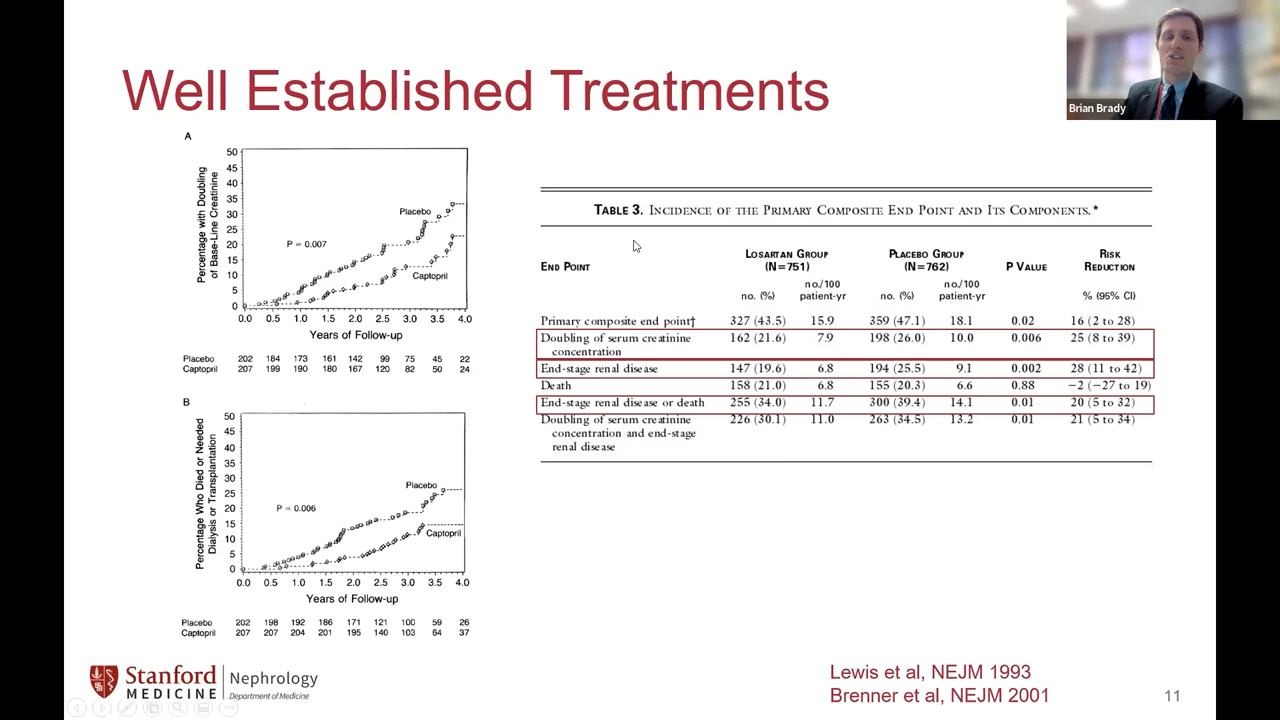 Well Established Treatments
Brian Brady
A
50
45
40
35
30
25
20
15
10
5
0
Percentage with Doubling
of Base-Line Creatinine
Placebo
P = 0.007
Captopril
0.0 0.5 1.0 1.5 2.0 2.5 3.0 3.5 4.0
Years of Follow-up
Placebo 202 184 173 161 142 99 75 45 22
Captopril 207 199 190 180 167 120 82 50 24
B
50
45
40
35
30
25
20
15
10
5
0
Percentage Who Died or Needed
Dialysis or Transplantation
Placebo
P = 0.006
Captopril
0.0 0.5 1.0 1.5 2.0 2.5 3.0 3.5 4.0
Years of Follow-up
Placebo 202 198 192 186 171 121 100 59 26
Captopril 207 207 204 201 195 140 103 64 37
TABLE 3. INCIDENCE OF THE PRIMARY COMPOSITE END POINT AND ITS COMPONENTS.*
END POINT LOSARTAN GROUP (N=751) PLACEBO GROUP (N=762) P VALUE RISK REDUCTION
no. (%) no./100 patient-yr no. (%) no./100 patient-yr % (95% CI)
Primary composite end point† 327 (43.5) 15.9 359 (47.1) 18.1 0.02 16 (2 to 28)
Doubling of serum creatinine 162 (21.6) 7.9 198 (26.0) 10.0 0.006 25 (8 to 39)
concentration
End-stage renal disease 147 (19.6) 6.8 194 (25.5) 9.1 0.002 28 (11 to 42)
Death 158 (21.0) 6.8 155 (20.3) 6.6 0.88 −2 (−27 to 19)
End-stage renal disease or death 255 (34.0) 11.7 300 (39.4) 14.1 0.01 20 (5 to 32)
Doubling of serum creatinine 226 (30.1) 11.0 263 (34.5) 13.2 0.01 21 (5 to 34)
concentration and end-stage
renal disease
Stanford
MEDICINE
Nephrology
Department of Medicine
Lewis et al, NEJM 1993
Brenner et al, NEJM 2001
11